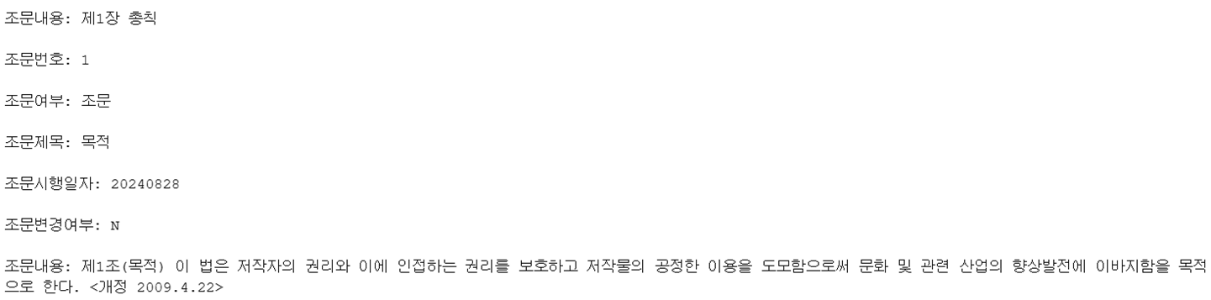 조문내용: 제1장 총칙
조문번호: 1
조문여부: 조문
조문제목: 목적
조문시행일자: 20240828
조문변경여부: N
조문내용: 제1조(목적) 이 법은 저작자의 권리와 이에 인접하는 권리를 보호하고 저작물의 공정한 이용을 도모함으로써 문화 및 관련 산업의 향상발전에 이바지함을 목적
으로 한다. <개정 2009.4.22>